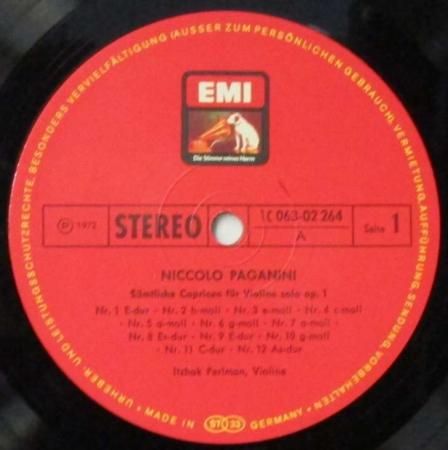 URHEBER- UND LEISTUNGSSCHUTZRECHTE, BESONDERS VERVIELFÄLTIGUNG (AUSSER ZUM PERSÖNLICHEN GEBRAUCH), VERMIETUNG, AUFFÜHRUNG, SENDUNG, VORBEHALTEN
EMI
Die Stimme seines Herrn
Ⓟ 1972
STEREO
1C 063-02 264
A
Seite 1
NICCOLO PAGANINI
Sämtliche Capricen für Violine solo op. 1
Nr. 1 E-dur - Nr. 2 h-moll - Nr. 3 e-moll - Nr. 4 c-moll
- Nr. 5 a-moll - Nr. 6 g-moll - Nr. 7 a-moll -
Nr. 8 Es-dur - Nr. 9 E-dur - Nr. 10 g-moll
- Nr. 11 C-dur - Nr. 12 As-dur
Itzhak Perlman, Violine
MADE IN GERMANY
33